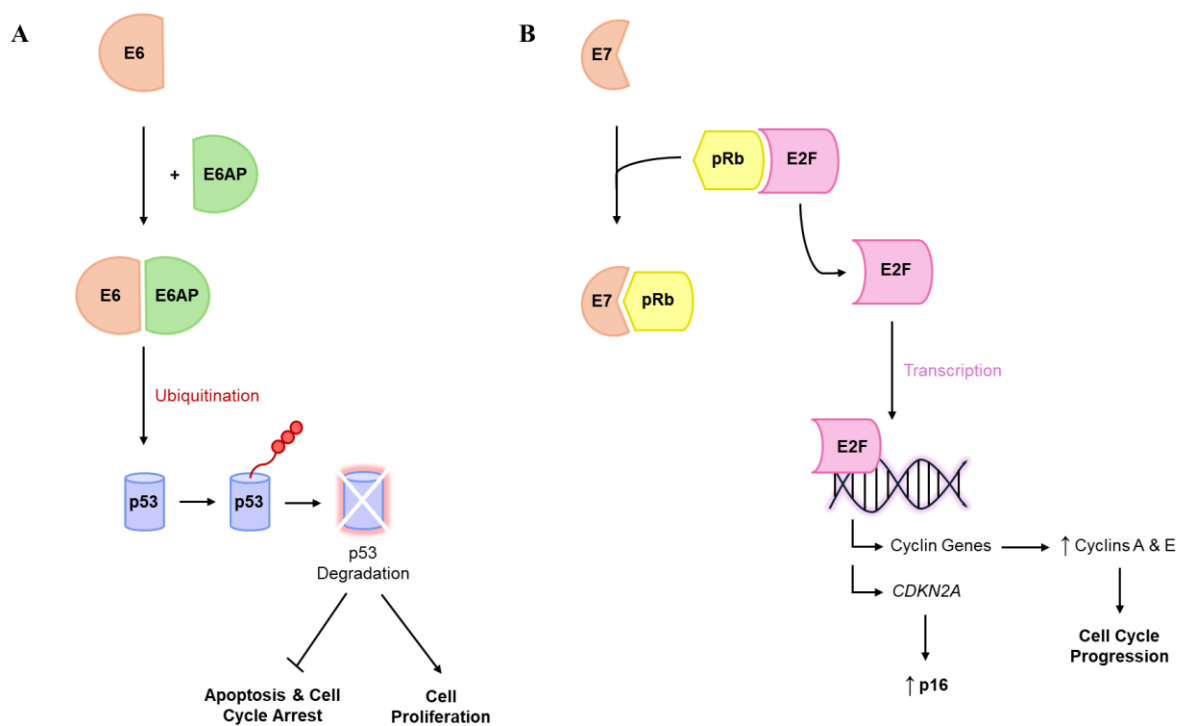 A
E6
+
E6AP
E6
E6AP
Ubiquitination
p53
p53
p53
Degradation
Apoptosis & Cell
Cycle Arrest
Cell
Proliferation
B
E7
pRb
E2F
E2F
E7
pRb
Transcription
E2F
Cyclin Genes
↑ Cyclins A & E
CDKN2A
Cell Cycle
Progression
↑ p16